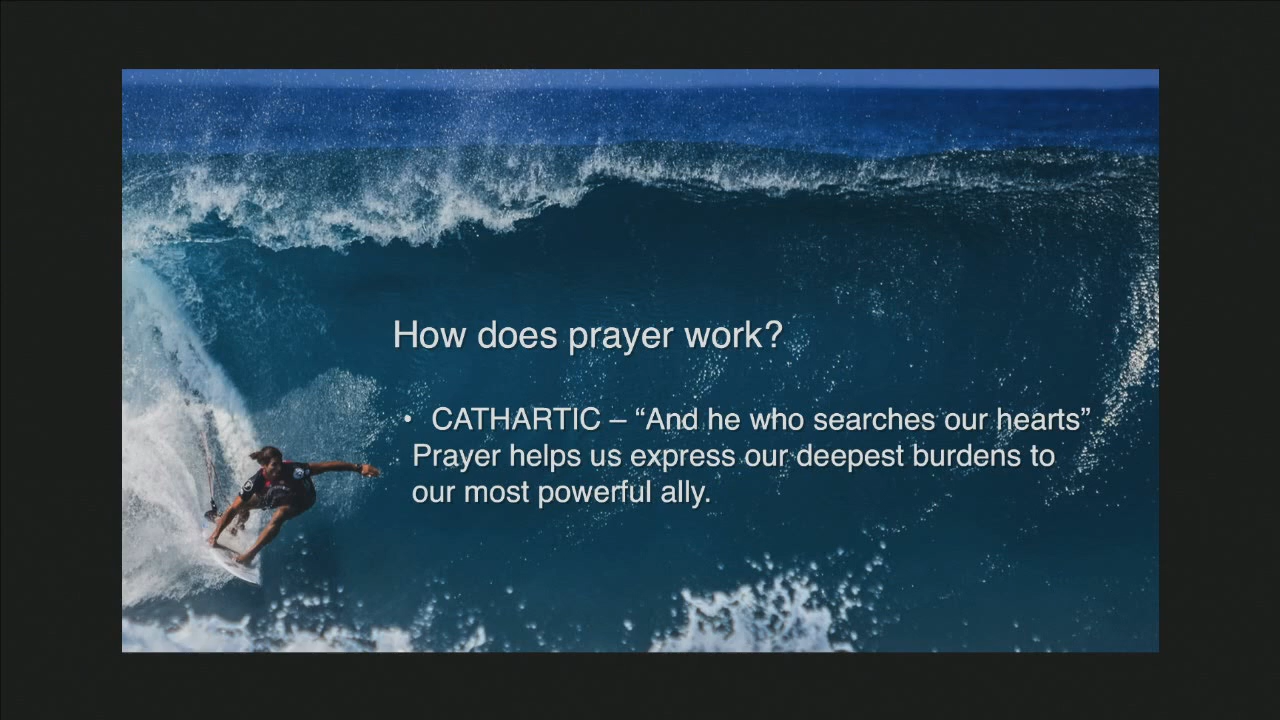 How does prayer work?
• CATHARTIC – “And he who searches our hearts”
Prayer helps us express our deepest burdens to
our most powerful ally.